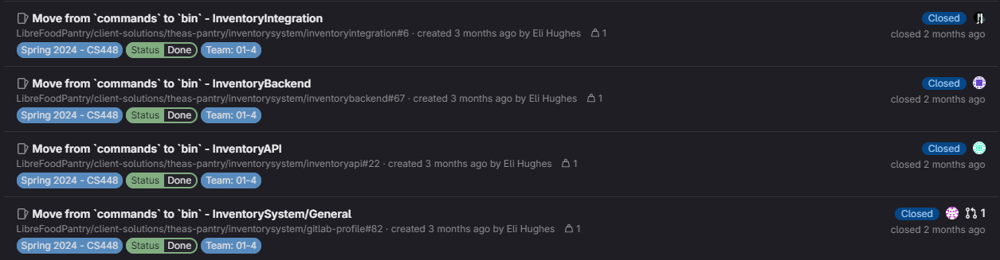 Move from `commands` to `bin` - InventoryIntegration
Closed
LibreFoodPantry/client-solutions/theas-pantry/inventorysystem/inventoryintegration#6 · created 3 months ago by Eli Hughes 1
closed 2 months ago
Spring 2024 - CS448 Status Done Team: 01-4
Move from `commands` to `bin` - InventoryBackend
Closed
LibreFoodPantry/client-solutions/theas-pantry/inventorysystem/inventorybackend#67 · created 3 months ago by Eli Hughes 1
closed 2 months ago
Spring 2024 - CS448 Status Done Team: 01-4
Move from `commands` to `bin` - InventoryAPI
Closed
LibreFoodPantry/client-solutions/theas-pantry/inventorysystem/inventoryapi#22 · created 3 months ago by Eli Hughes 1
closed 2 months ago
Spring 2024 - CS448 Status Done Team: 01-4
Move from `commands` to `bin` - InventorySystem/General
Closed 1
LibreFoodPantry/client-solutions/theas-pantry/inventorysystem/gitlab-profile#82 · created 3 months ago by Eli Hughes 1
closed 2 months ago
Spring 2024 - CS448 Status Done Team: 01-4